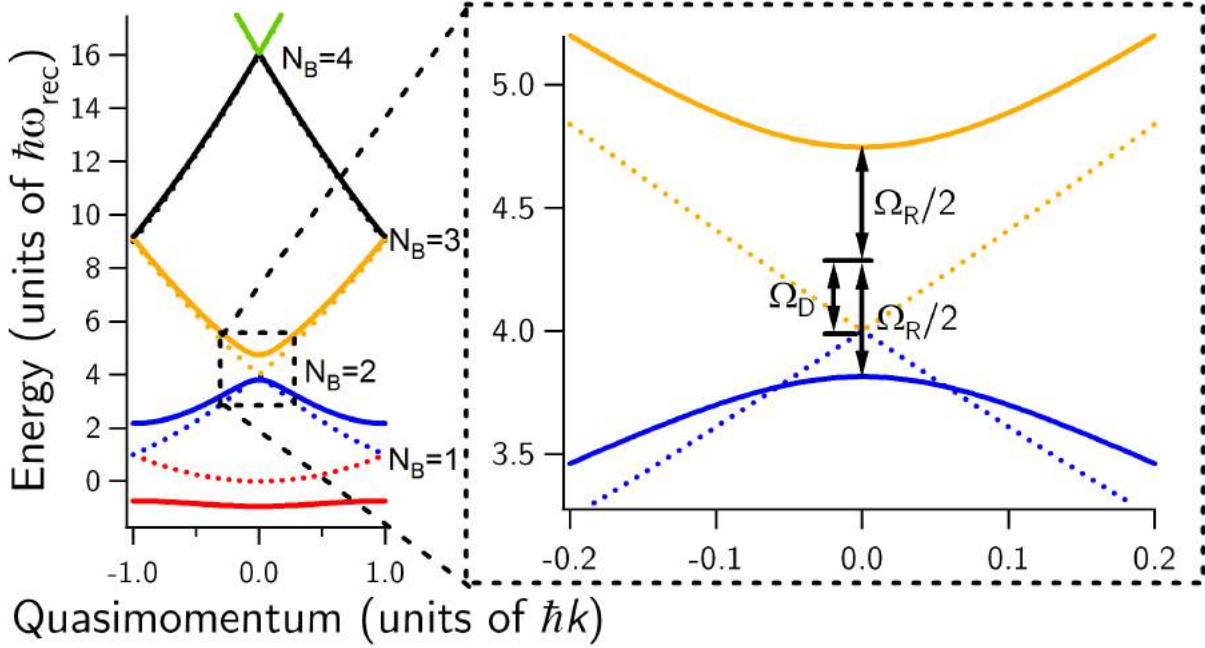 Energy (units of ħω_rec)
16
14
12
10
8
6
4
2
0
N_B=4
N_B=3
N_B=2
N_B=1
-1.0
0.0
1.0
5.0
4.5
4.0
3.5
Ω_R/2
Ω_D
Ω_R/2
-0.2
-0.1
0.0
0.1
0.2
Quasimomentum (units of ħk)